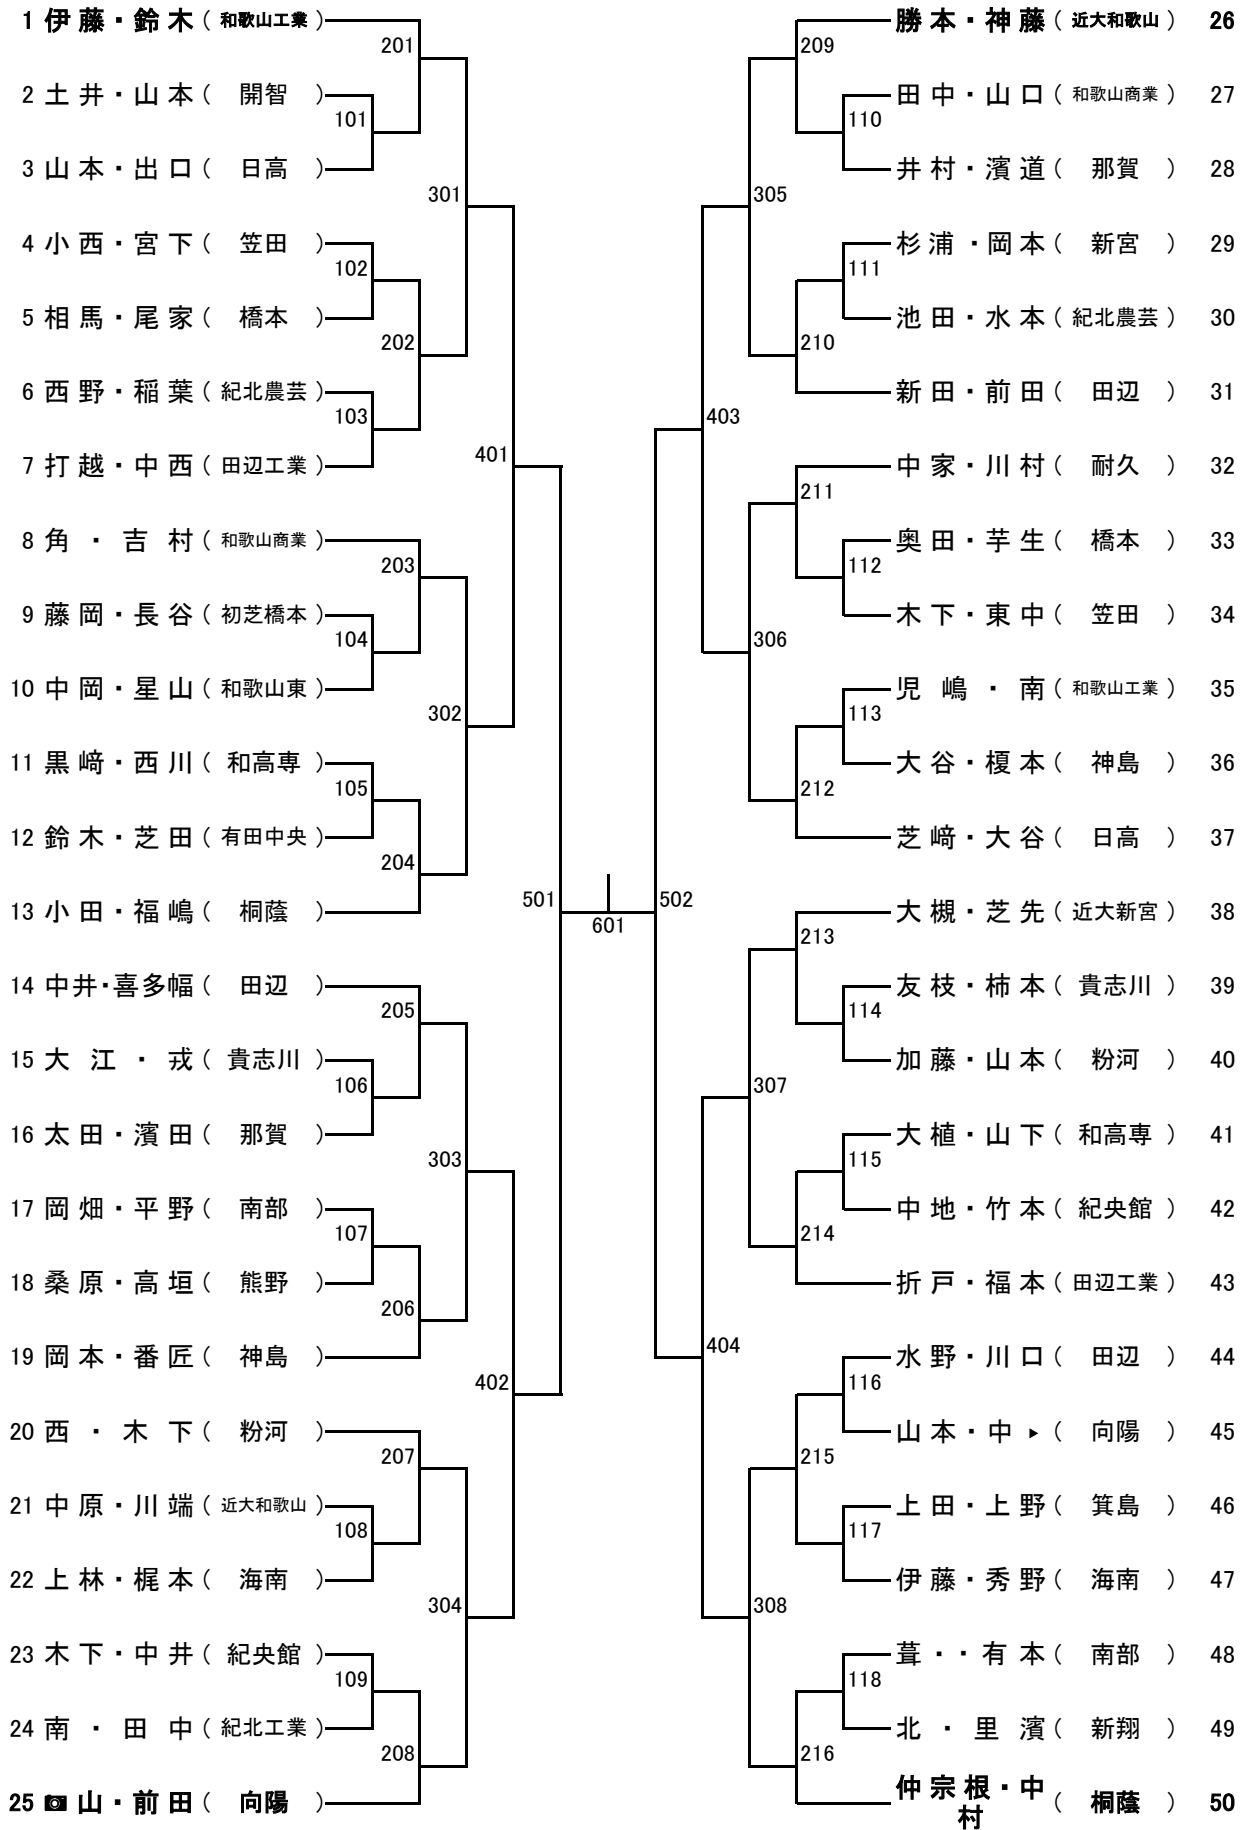 1 伊藤・鈴木(和歌山工業)
2 土井・山本(開智)
3 山本・出口(日高)
4 小西・宮下(笠田)
5 相馬・尾家(橋本)
6 西野・稲葉(紀北農芸)
7 打越・中西(田辺工業)
8 角・吉村(和歌山商業)
9 藤岡・長谷(初芝橋本)
10 中岡・星山(和歌山東)
11 黒﨑・西川(和高専)
12 鈴木・芝田(有田中央)
13 小田・福嶋(桐蔭)
14 中井・喜多幅(田辺)
15 大江・戎(貴志川)
16 太田・濱田(那賀)
17 岡畑・平野(南部)
18 桑原・高垣(熊野)
19 岡本・番匠(神島)
20 西・木下(粉河)
21 中原・川端(近大和歌山)
22 上林・梶本(海南)
23 木下・中井(紀央館)
24 南・田中(紀北工業)
25 山・前田(向陽)
201
101
301
102
202
103
401
203
104
302
105
204
501
205
106
303
107
206
402
207
108
304
109
208
601
502
209
110
305
111
210
403
211
112
306
113
212
213
114
307
115
214
404
116
215
117
308
118
216
勝本・神藤(近大和歌山) 26
田中・山口(和歌山商業) 27
井村・濱道(那賀) 28
杉浦・岡本(新宮) 29
池田・水本(紀北農芸) 30
新田・前田(田辺) 31
中家・川村(耐久) 32
奥田・芋生(橋本) 33
木下・東中(笠田) 34
児嶋・南(和歌山工業) 35
大谷・榎本(神島) 36
芝﨑・大谷(日高) 37
大槻・芝先(近大新宮) 38
友枝・柿本(貴志川) 39
加藤・山本(粉河) 40
大植・山下(和高専) 41
中地・竹本(紀央館) 42
折戸・福本(田辺工業) 43
水野・川口(田辺) 44
山本・中▸(向陽) 45
上田・上野(箕島) 46
伊藤・秀野(海南) 47
葺・・有本(南部) 48
北・里濱(新翔) 49
仲宗根・中村(桐蔭) 50